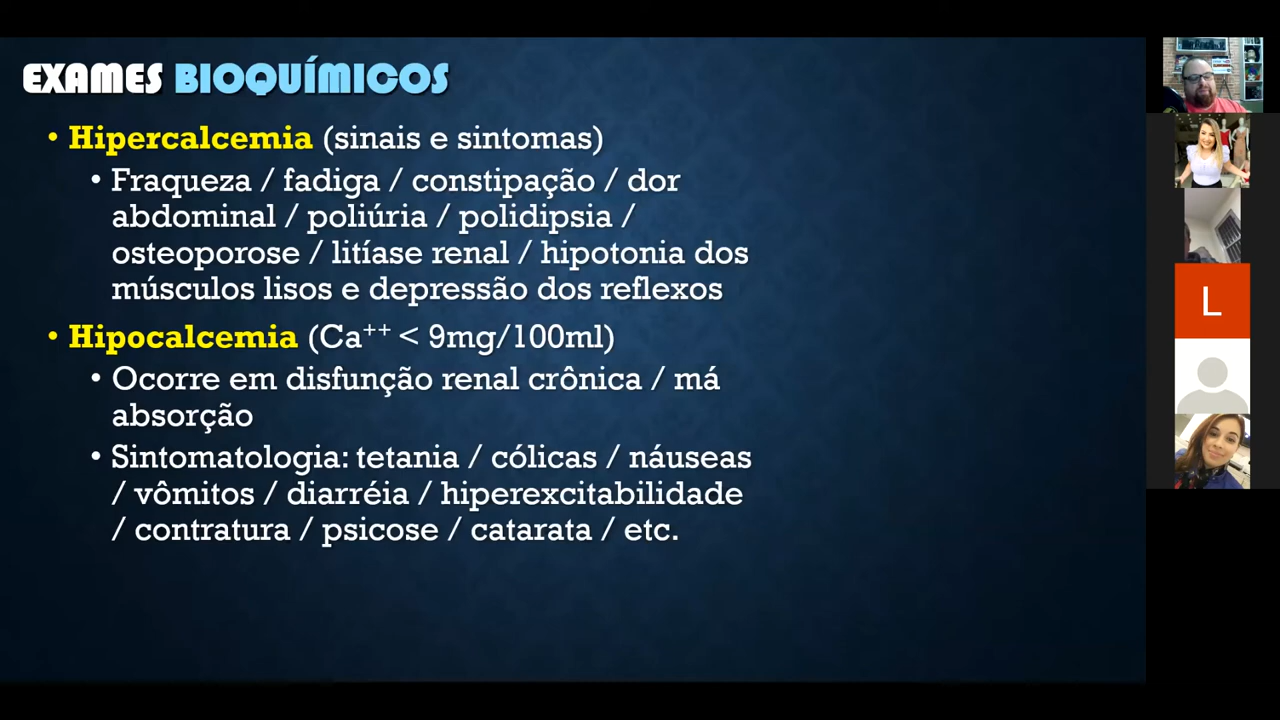 EXAMES BIOQUÍMICOS
• Hipercalcemia (sinais e sintomas)
• Fraqueza / fadiga / constipação / dor
abdominal / poliúria / polidipsia /
osteoporose / litíase renal / hipotonia dos
músculos lisos e depressão dos reflexos
• Hipocalcemia (Ca⁺⁺ < 9mg/100ml)
• Ocorre em disfunção renal crônica / má
absorção
• Sintomatologia: tetania / cólicas / náuseas
/ vômitos / diarréia / hiperexcitabilidade
/ contratura / psicose / catarata / etc.
L